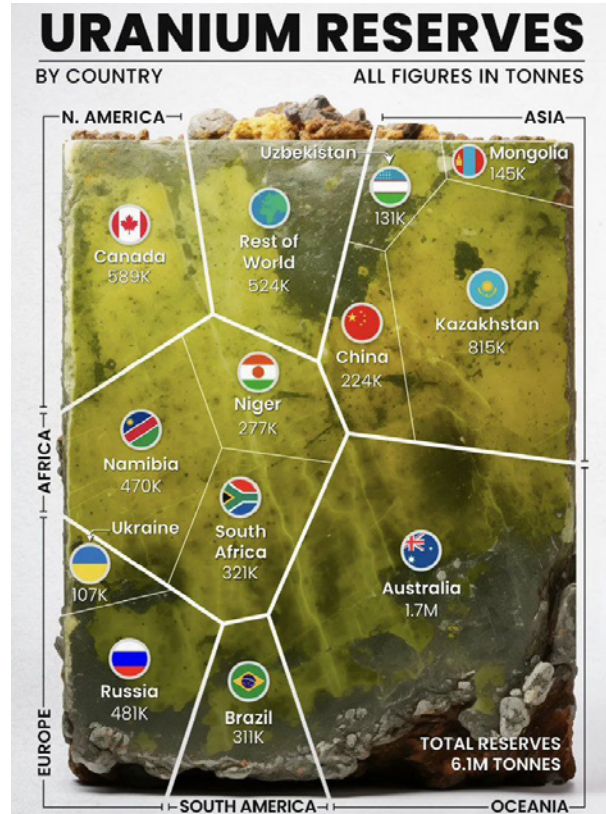 URANIUM RESERVES
BY COUNTRY
ALL FIGURES IN TONNES
N. AMERICA
ASIA
Uzbekistan
131K
Mongolia
145K
Canada
589K
Rest of
World
524K
Kazakhstan
815K
China
224K
Niger
277K
AFRICA
Namibia
470K
South
Africa
321K
Ukraine
107K
Australia
1.7M
Russia
481K
Brazil
311K
EUROPE
TOTAL RESERVES
6.1M TONNES
SOUTH AMERICA
OCEANIA